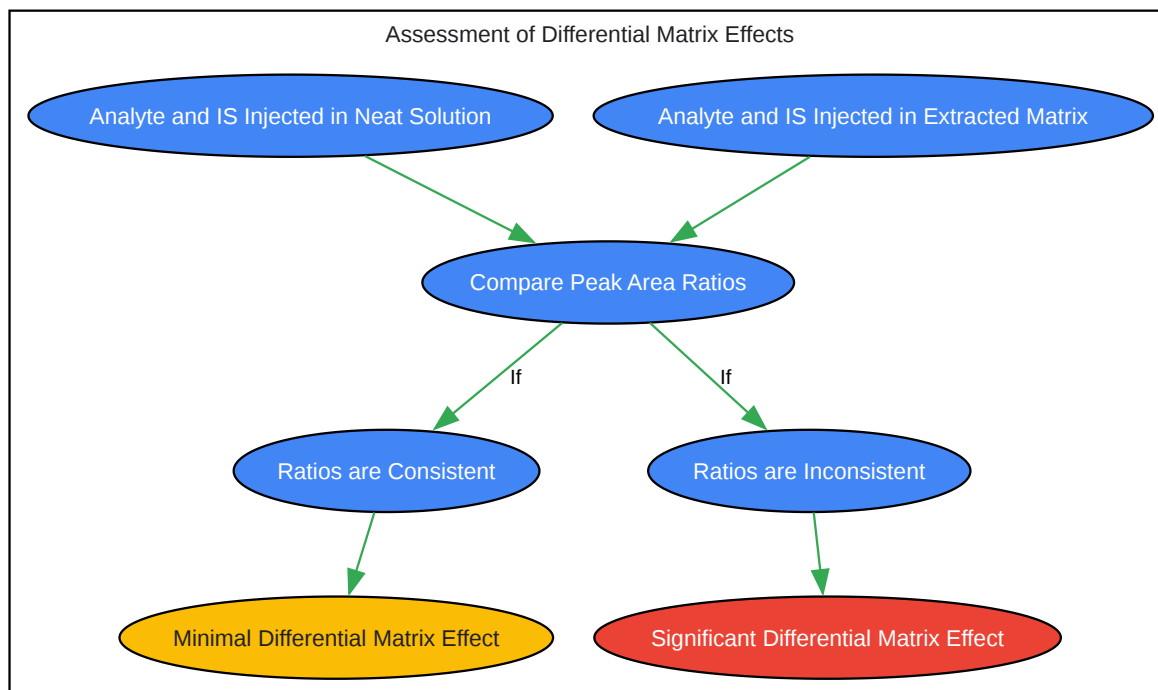 Assessment of Differential Matrix Effects
Analyte and IS Injected in Neat Solution
Analyte and IS Injected in Extracted Matrix
Compare Peak Area Ratios
If
If
Ratios are Consistent
Ratios are Inconsistent
Minimal Differential Matrix Effect
Significant Differential Matrix Effect